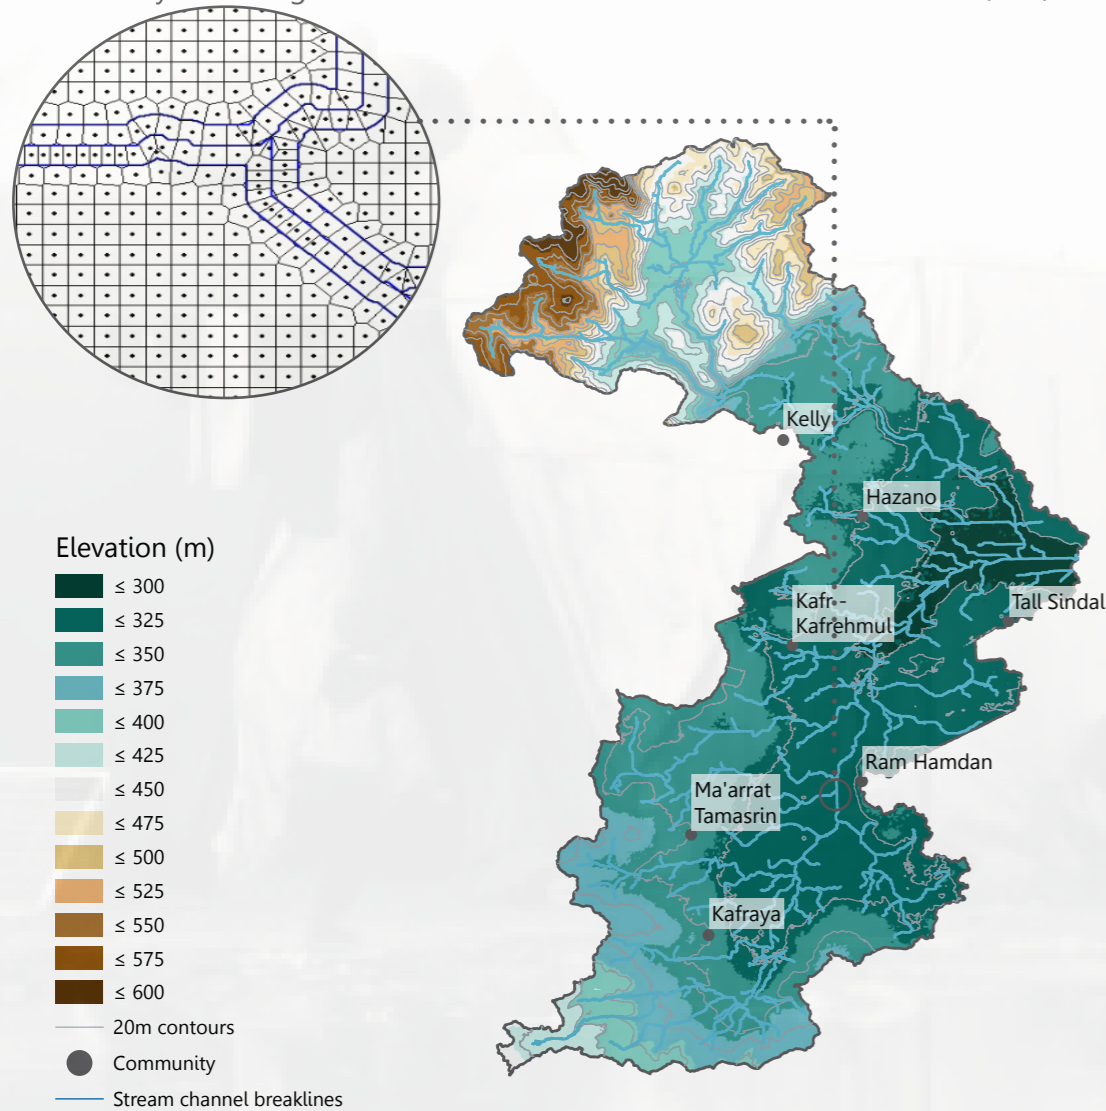 Kelly
Hazano
Kafr -
Kafrehmul
Tall Sindal
Ram Hamdan
Ma'arrat
Tamasrin
Kafraya
Elevation (m)
≤ 300
≤ 325
≤ 350
≤ 375
≤ 400
≤ 425
≤ 450
≤ 475
≤ 500
≤ 525
≤ 550
≤ 575
≤ 600
20m contours
Community
Stream channel breaklines